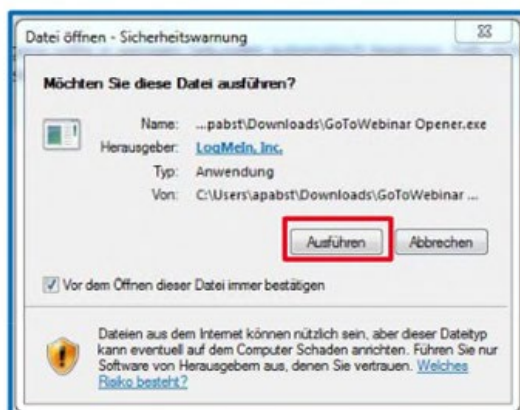 Datei öffnen - Sicherheitswarnung
Möchten Sie diese Datei ausführen?
Name: ...pabst\Downloads\GoToWebinar Opener.exe
Herausgeber: LogMeIn, Inc.
Typ: Anwendung
Von: C:\Users\apabst\Downloads\GoToWebinar ...
Ausführen Abbrechen
Vor dem Öffnen dieser Datei immer bestätigen
Dateien aus dem Internet können nützlich sein, aber dieser Dateityp
kann eventuell auf dem Computer Schaden anrichten. Führen Sie nur
Software von Herausgebern aus, denen Sie vertrauen. Welches
Risiko besteht?